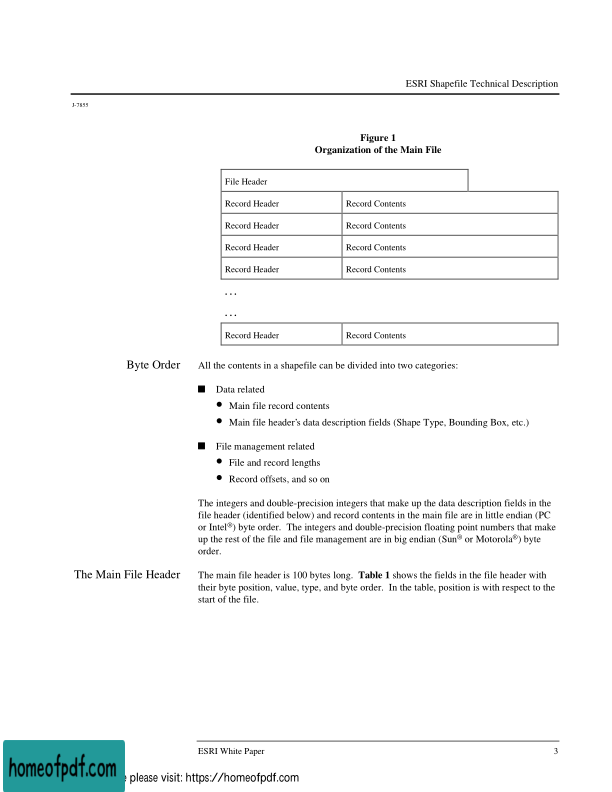 ESRI Shapefile Technical Description
J-7855
Figure 1
Organization of the Main File
File Header
Record Header Record Contents
Record Header Record Contents
Record Header Record Contents
Record Header Record Contents
. . .
. . .
Record Header Record Contents
Byte Order All the contents in a shapefile can be divided into two categories:
■ Data related
● Main file record contents
● Main file header's data description fields (Shape Type, Bounding Box, etc.)
■ File management related
● File and record lengths
● Record offsets, and so on
The integers and double-precision integers that make up the data description fields in the
file header (identified below) and record contents in the main file are in little endian (PC
or Intel®) byte order. The integers and double-precision floating point numbers that make
up the rest of the file and file management are in big endian (Sun® or Motorola®) byte
order.
The Main File Header The main file header is 100 bytes long. Table 1 shows the fields in the file header with
their byte position, value, type, and byte order. In the table, position is with respect to the
start of the file.
ESRI White Paper 3
homeofpdf.com
please visit: https://homeofpdf.com